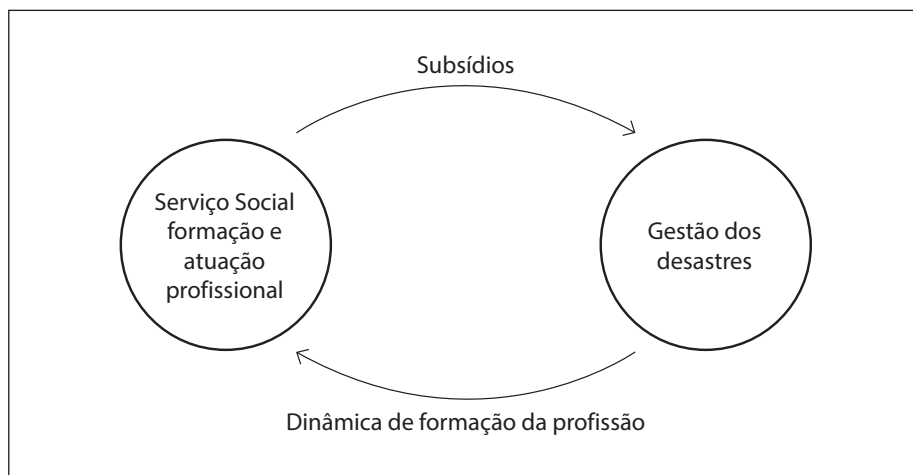 Subsídios
Serviço Social
formação e
atuação
profissional
Gestão dos
desastres
Dinâmica de formação da profissão